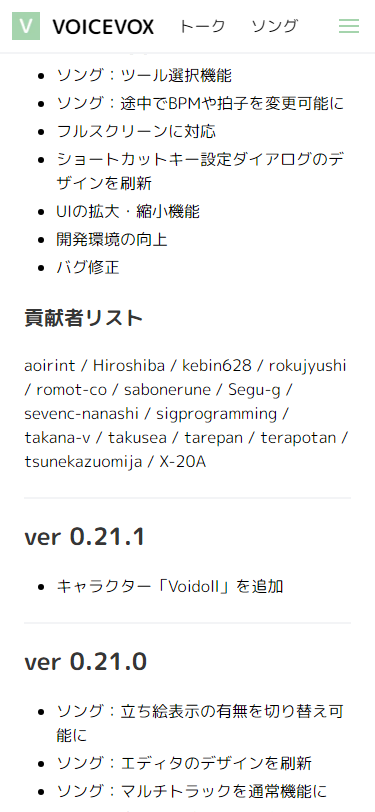 V VOICEVOX トーク ソング
ソング：ツール選択機能
ソング：途中でBPMや拍子を変更可能に
フルスクリーンに対応
ショートカットキー設定ダイアログのデ
ザインを刷新
UIの拡大・縮小機能
開発環境の向上
バグ修正
貢献者リスト
aoirint / Hiroshiba / kebin628 / rokujyushi
/ romot-co / sabonerune / Segu-g /
sevenc-nanashi / sigprogramming /
takana-v / takusea / tarepan / terapotan /
tsunekazuomija / X-20A
ver 0.21.1
キャラクター「Voidoll」を追加
ver 0.21.0
ソング：立ち絵表示の有無を切り替え可
能に
ソング：エディタのデザインを刷新
ソング：マルチトラックを通常機能に